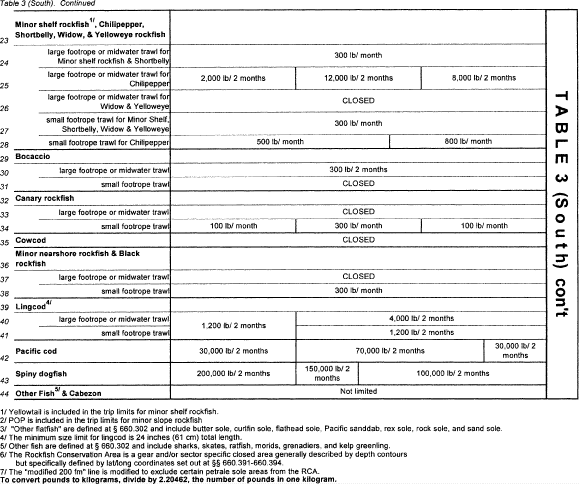 Table 3 (South). Continued
Minor shelf rockfish1/, Chilipepper,
Shortbelly, Widow, & Yelloweye rockfish
23
large footrope or midwater trawl for
Minor shelf rockfish & Shortbelly
300 lb/ month
24
large footrope or midwater trawl for
Chilipepper
2,000 lb/ 2 months
12,000 lb/ 2 months
8,000 lb/ 2 months
25
large footrope or midwater trawl for
Widow & Yelloweye
CLOSED
26
small footrope trawl for Minor Shelf,
Shortbelly, Widow & Yelloweye
300 lb/ month
27
small footrope trawl for Chilipepper
500 lb/ month
800 lb/ month
28
Bocaccio
29
large footrope or midwater trawl
300 lb/ 2 months
30
small footrope trawl
CLOSED
31
Canary rockfish
32
large footrope or midwater trawl
CLOSED
33
small footrope trawl
100 lb/ month
300 lb/ month
100 lb/ month
34
Cowcod
CLOSED
35
Minor nearshore rockfish & Black
rockfish
36
large footrope or midwater trawl
CLOSED
37
small footrope trawl
300 lb/ month
38
Lingcod4/
39
large footrope or midwater trawl
1,200 lb/ 2 months
4,000 lb/ 2 months
40
small footrope trawl
1,200 lb/ 2 months
41
Pacific cod
30,000 lb/ 2 months
70,000 lb/ 2 months
30,000 lb/ 2
months
42
Spiny dogfish
200,000 lb/ 2 months
150,000 lb/ 2
months
100,000 lb/ 2 months
43
Other Fish5/ & Cabezon
Not limited
44
TABLE 3 (South) con't
1/ Yellowtail is included in the trip limits for minor shelf rockfish.
2/ POP is included in the trip limits for minor slope rockfish
3/ "Other flatfish" are defined at § 660.302 and include butter sole, curlfin sole, flathead sole, Pacific sanddab, rex sole, rock sole, and sand sole.
4/ The minimum size limit for lingcod is 24 inches (61 cm) total length.
5/ Other fish are defined at § 660.302 and include sharks, skates, ratfish, morids, grenadiers, and kelp greenling.
6/ The Rockfish Conservation Area is a gear and/or sector specific closed area generally described by depth contours
but specifically defined by lat/long coordinates set out at §§ 660.391-660.394.
7/ The "modified 200 fm" line is modified to exclude certain petrale sole areas from the RCA.
To convert pounds to kilograms, divide by 2.20462, the number of pounds in one kilogram.